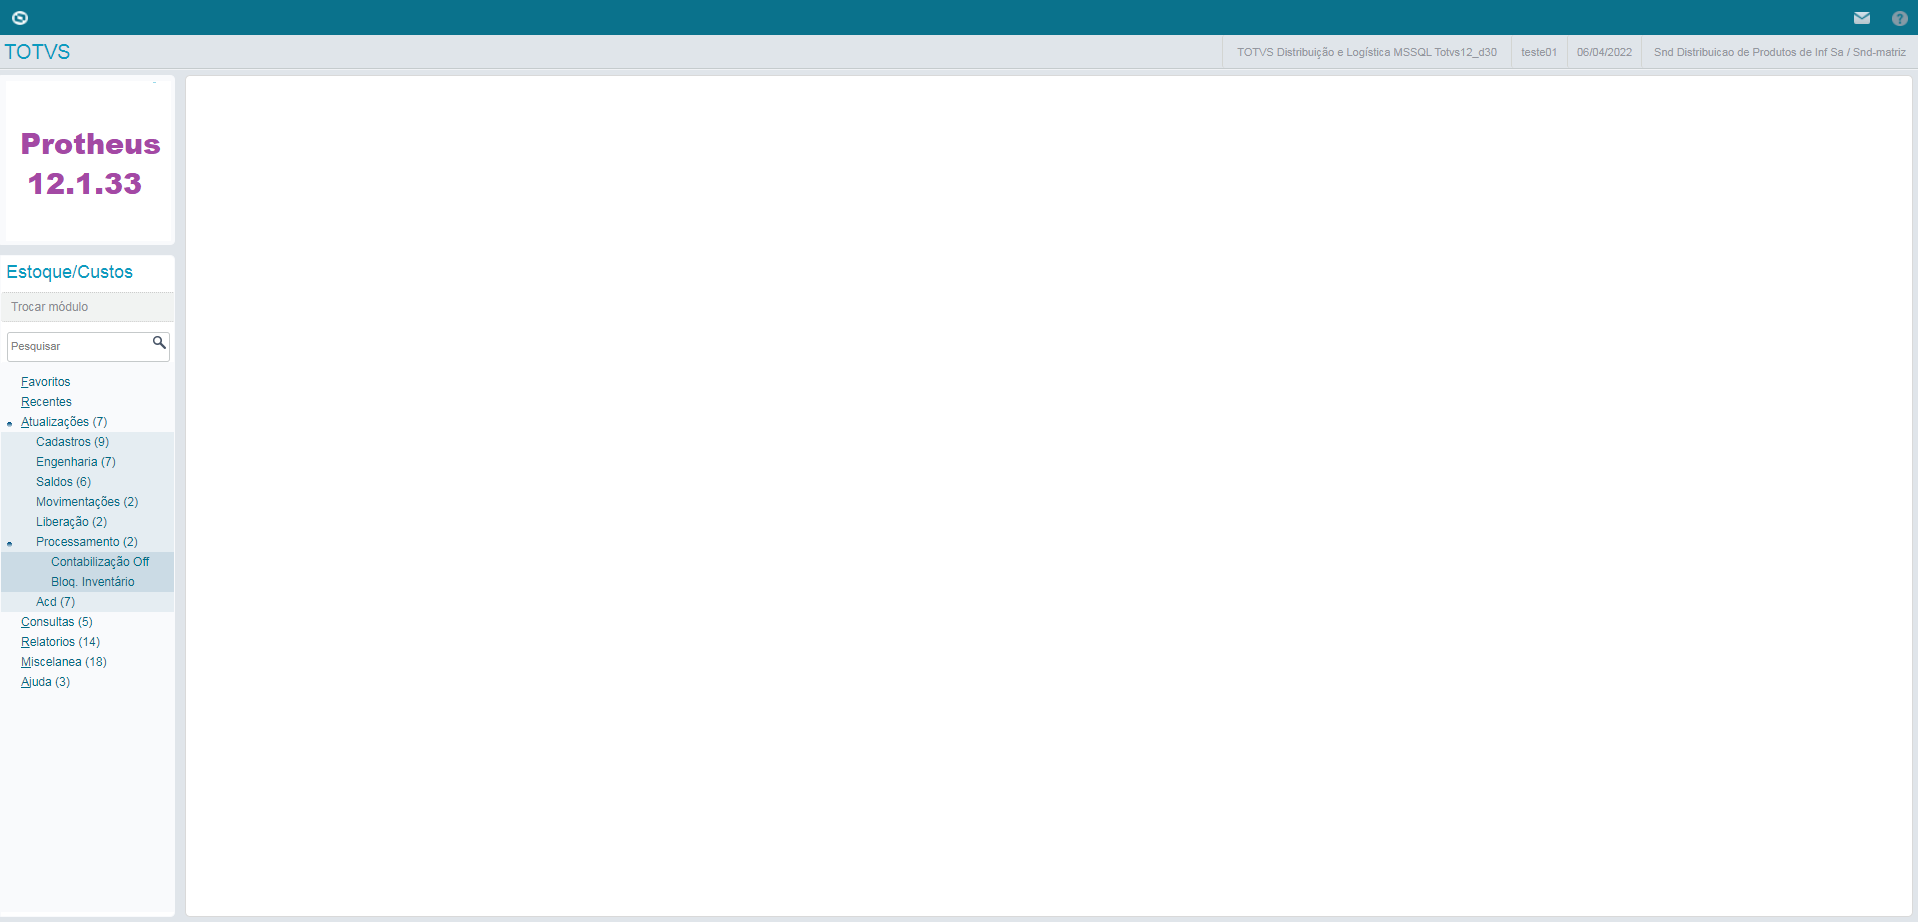 TOTVS
TOTVS Distribuição e Logística MSSQL Totvs12_d30
teste01
06/04/2022
Snd Distribuicao de Produtos de Inf Sa / Snd-matriz
Protheus
12.1.33
Estoque/Custos
Trocar módulo
Pesquisar
Favoritos
Recentes
Atualizações (7)
Cadastros (9)
Engenharia (7)
Saldos (6)
Movimentações (2)
Liberação (2)
Processamento (2)
Contabilização Off
Bloq. Inventário
Acd (7)
Consultas (5)
Relatorios (14)
Miscelanea (18)
Ajuda (3)